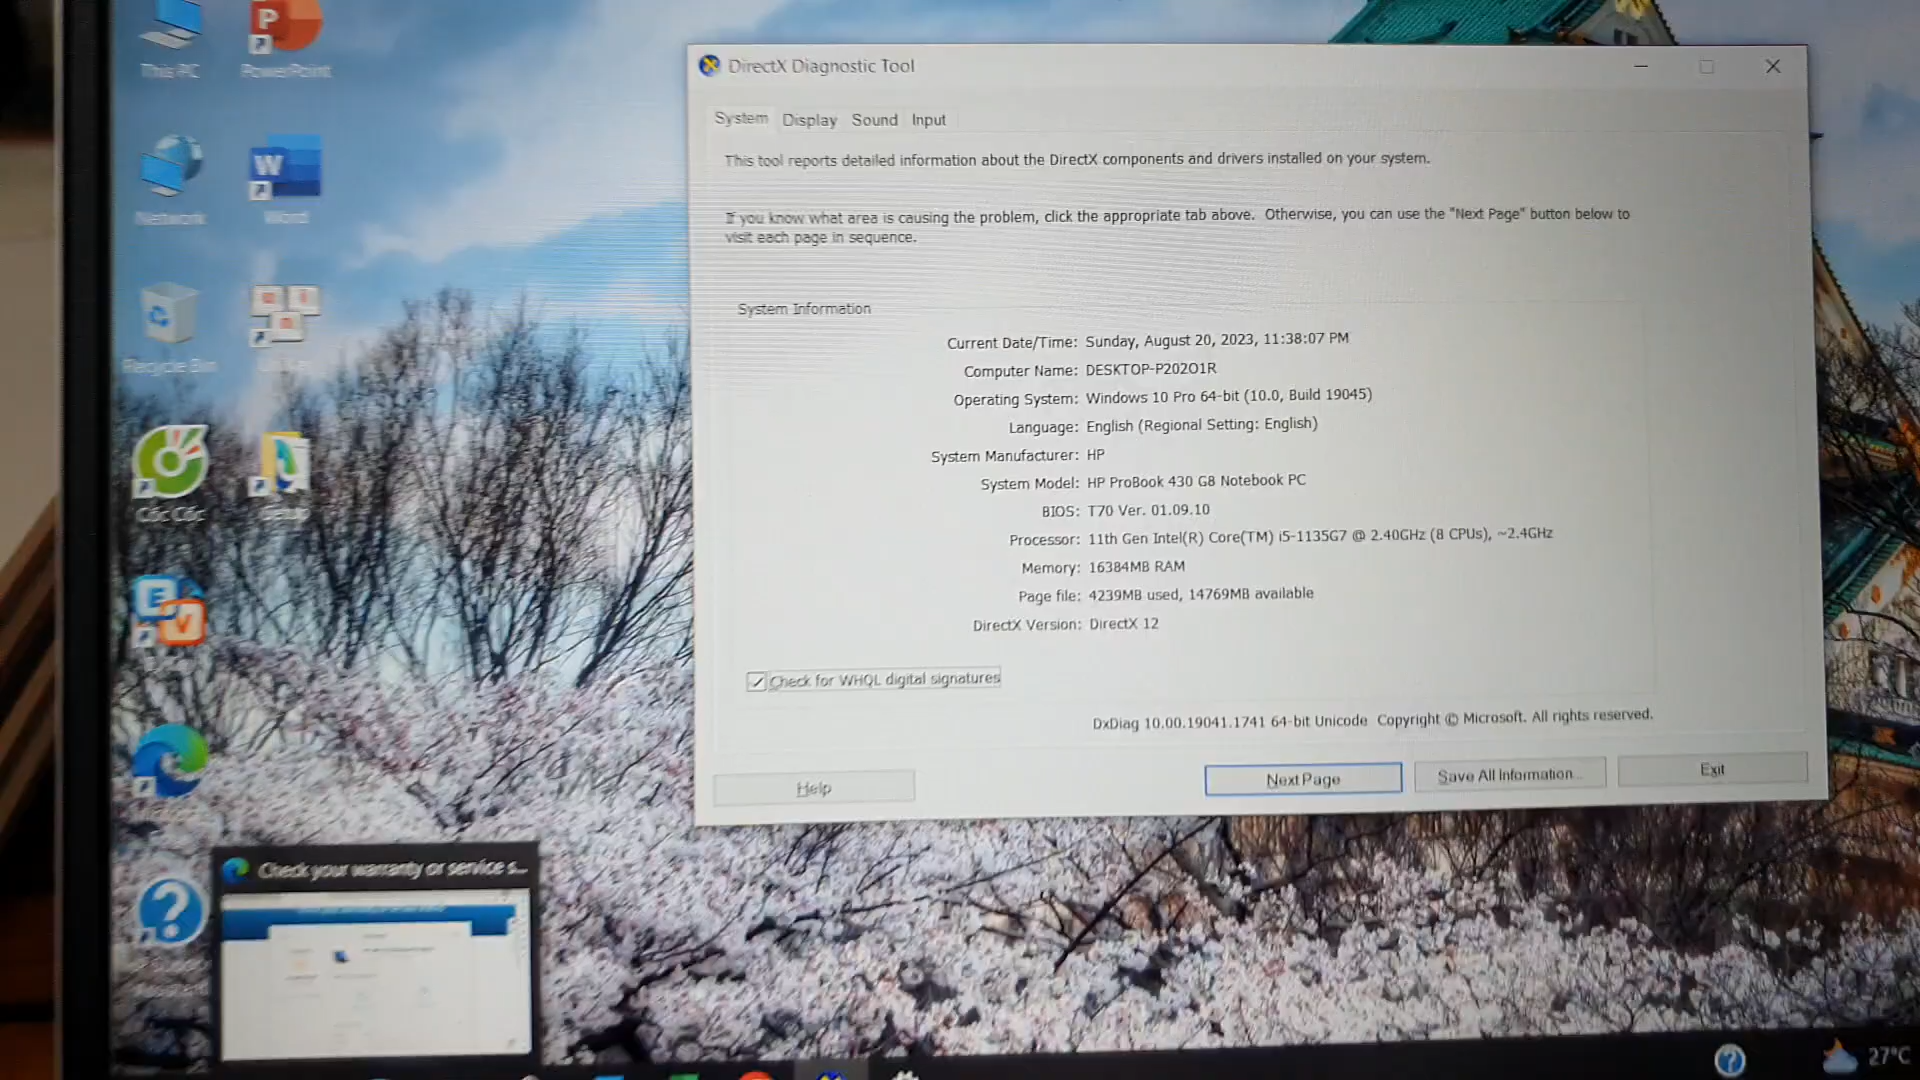 This PC
PowerPoint
Network
Word
Recycle Bin
Cốc Cốc
DirectX Diagnostic Tool
System Display Sound Input
This tool reports detailed information about the DirectX components and drivers installed on your system.
If you know what area is causing the problem, click the appropriate tab above.  Otherwise, you can use the "Next Page" button below to
visit each page in sequence.
System Information
Current Date/Time: Sunday, August 20, 2023, 11:38:07 PM
Computer Name: DESKTOP-P202O1R
Operating System: Windows 10 Pro 64-bit (10.0, Build 19045)
Language: English (Regional Setting: English)
System Manufacturer: HP
System Model: HP ProBook 430 G8 Notebook PC
BIOS: T70 Ver. 01.09.10
Processor: 11th Gen Intel(R) Core(TM) i5-1135G7 @ 2.40GHz (8 CPUs), ~2.4GHz
Memory: 16384MB RAM
Page file: 4239MB used, 14769MB available
DirectX Version: DirectX 12
Check for WHQL digital signatures
DxDiag 10.00.19041.1741 64-bit Unicode  Copyright © Microsoft. All rights reserved.
Help
Next Page
Save All Information...
Exit
Check your warranty or service s...
27°C